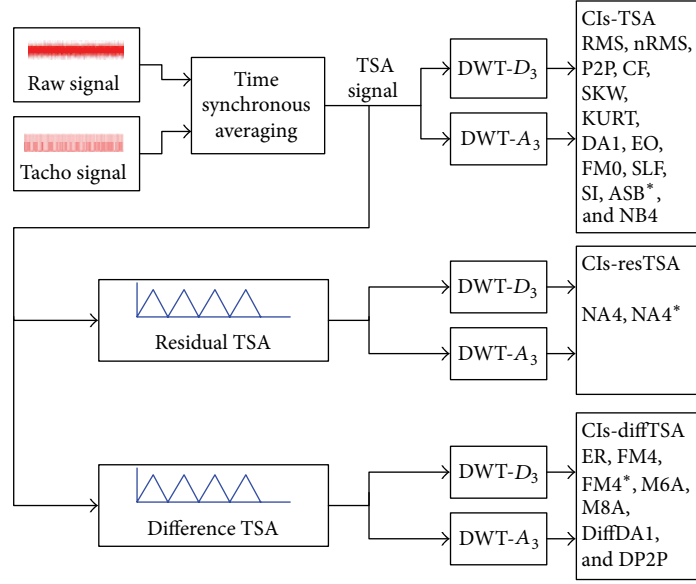 Raw signal
Tacho signal
Time
synchronous
averaging
TSA
signal
DWT-D₃
DWT-A₃
CIs-TSA
RMS, nRMS,
P2P, CF,
SKW,
KURT,
DA1, EO,
FM0, SLF,
SI, ASB*,
and NB4
Residual TSA
DWT-D₃
DWT-A₃
CIs-resTSA
NA4, NA4*
Difference TSA
DWT-D₃
DWT-A₃
CIs-diffTSA
ER, FM4,
FM4*, M6A,
M8A,
DiffDA1,
and DP2P